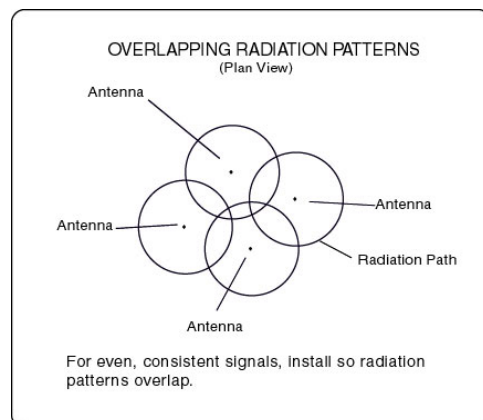 OVERLAPPING RADIATION PATTERNS
(Plan View)
Antenna
Antenna
Antenna
Radiation Path
Antenna
For even, consistent signals, install so radiation
patterns overlap.